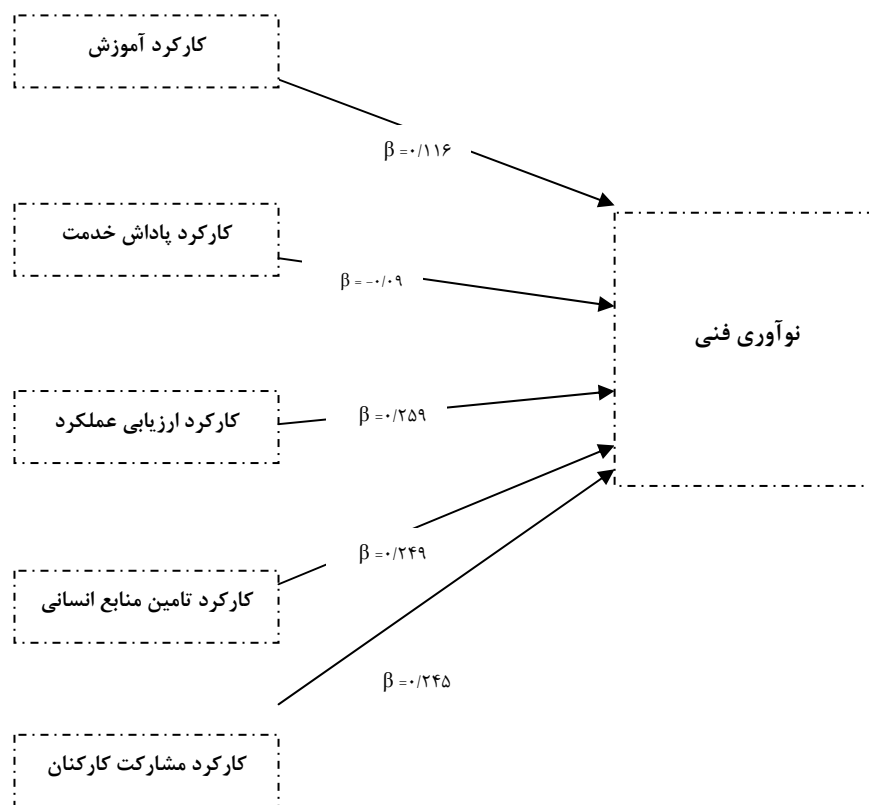 کارکرد آموزش
β =۰/۱۱۶
کارکرد پاداش خدمت
β = -۰/۰۹
نوآوری فنی
کارکرد ارزیابی عملکرد
β =۰/۲۵۹
β =۰/۲۴۹
کارکرد تامین منابع انسانی
β =۰/۲۴۵
کارکرد مشارکت کارکنان